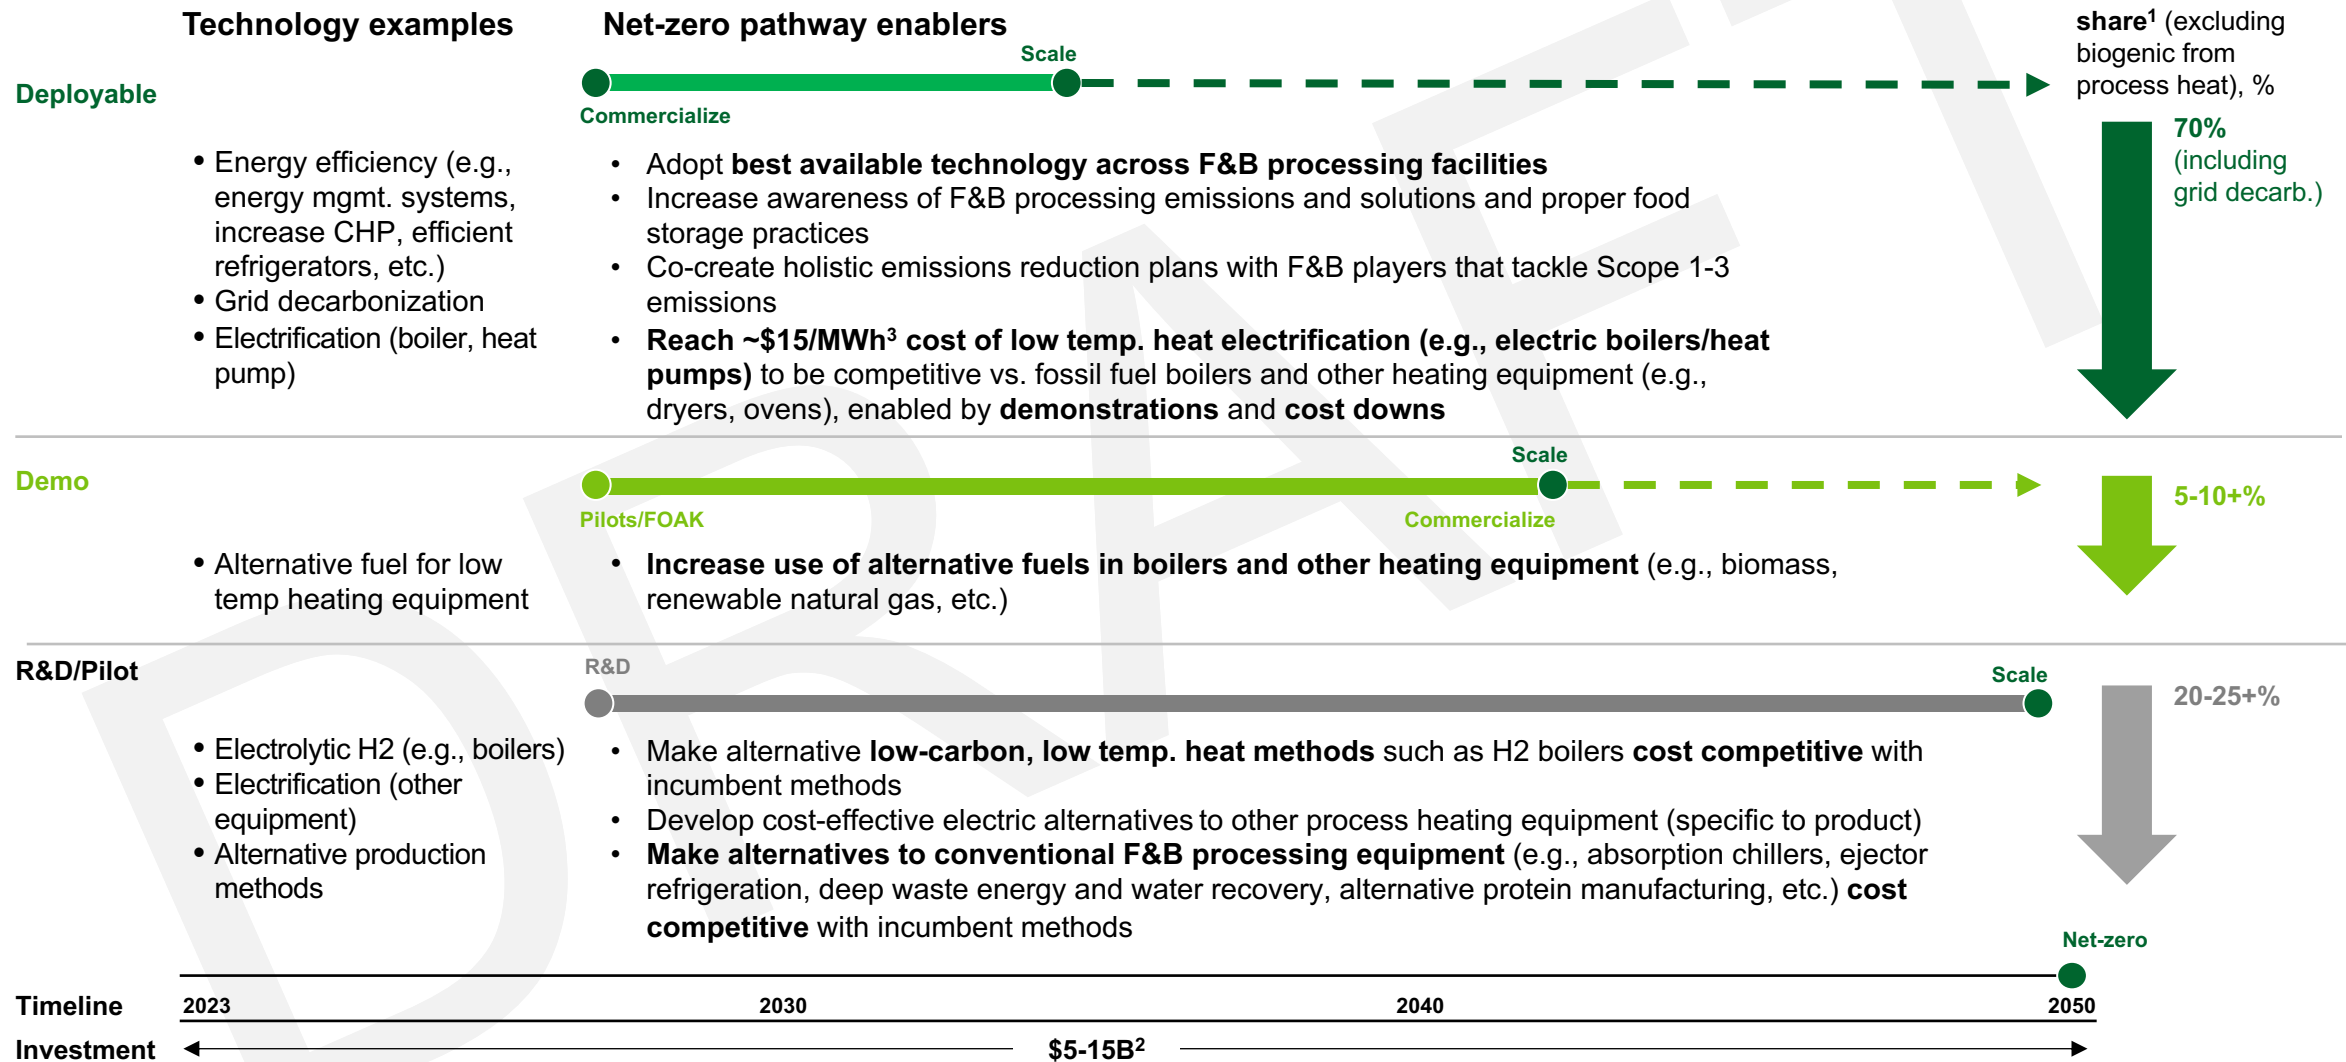 Technology examples
Net-zero pathway enablers
share¹ (excluding
biogenic from
process heat), %
Deployable
Scale
Commercialize
70%
(including
grid decarb.)
• Energy efficiency (e.g.,
energy mgmt. systems,
increase CHP, efficient
refrigerators, etc.)
• Grid decarbonization
• Electrification (boiler, heat
pump)
• Adopt best available technology across F&B processing facilities
• Increase awareness of F&B processing emissions and solutions and proper food
storage practices
• Co-create holistic emissions reduction plans with F&B players that tackle Scope 1-3
emissions
• Reach ~$15/MWh³ cost of low temp. heat electrification (e.g., electric boilers/heat
pumps) to be competitive vs. fossil fuel boilers and other heating equipment (e.g.,
dryers, ovens), enabled by demonstrations and cost downs
Demo
Scale
Pilots/FOAK
Commercialize
5-10+%
• Alternative fuel for low
temp heating equipment
• Increase use of alternative fuels in boilers and other heating equipment (e.g., biomass,
renewable natural gas, etc.)
R&D/Pilot
R&D
Scale
20-25+%
• Electrolytic H2 (e.g., boilers)
• Electrification (other
equipment)
• Alternative production
methods
• Make alternative low-carbon, low temp. heat methods such as H2 boilers cost competitive with
incumbent methods
• Develop cost-effective electric alternatives to other process heating equipment (specific to product)
• Make alternatives to conventional F&B processing equipment (e.g., absorption chillers, ejector
refrigeration, deep waste energy and water recovery, alternative protein manufacturing, etc.) cost
competitive with incumbent methods
Net-zero
Timeline
2023
2030
2040
2050
Investment
$5-15B²
DRAFT